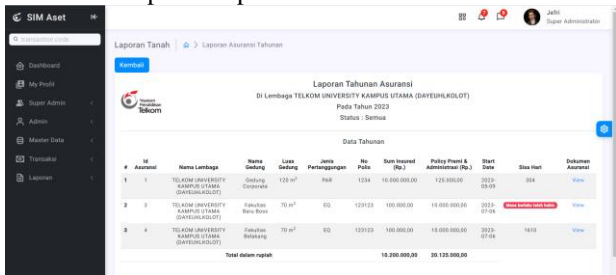 SIM Aset
transaction code
Dashboard
My Profil
Super Admin
Admin
Master Data
Transaksi
Laporan
Jefri
Super Administrator
Laporan Tanah
Laporan Asuransi Tahunan
Kembali
Yayasan
Pendidikan
Telkom
Laporan Tahunan Asuransi
Di Lembaga TELKOM UNIVERSITY KAMPUS UTAMA (DAYEUHKOLOT)
Pada Tahun 2023
Status : Semua
Data Tahunan
# Id Asuransi Nama Lembaga Nama Gedung Luas Gedung Jenis Pertanggungan No Polis Sum Insured (Rp.) Policy Premi & Administrasi (Rp.) Start Date Sisa Hari Dokumen Asuransi
1 1 TELKOM UNIVERSITY KAMPUS UTAMA (DAYEUHKOLOT) Gedung Corporate 125 m² PAR 1234 10.000.000,00 125.000,00 2023-09-09 304 View
2 3 TELKOM UNIVERSITY KAMPUS UTAMA (DAYEUHKOLOT) Fakultas Baru Boss 70 m² EQ 123123 100.000,00 10.000.000,00 2023-07-06 Masa berlaku telah habis View
3 4 TELKOM UNIVERSITY KAMPUS UTAMA (DAYEUHKOLOT) Fakultas Belakang 70 m² EQ 123123 100.000,00 10.000.000,00 2023-07-06 1610 View
Total dalam rupiah 10.200.000,00 20.125.000,00